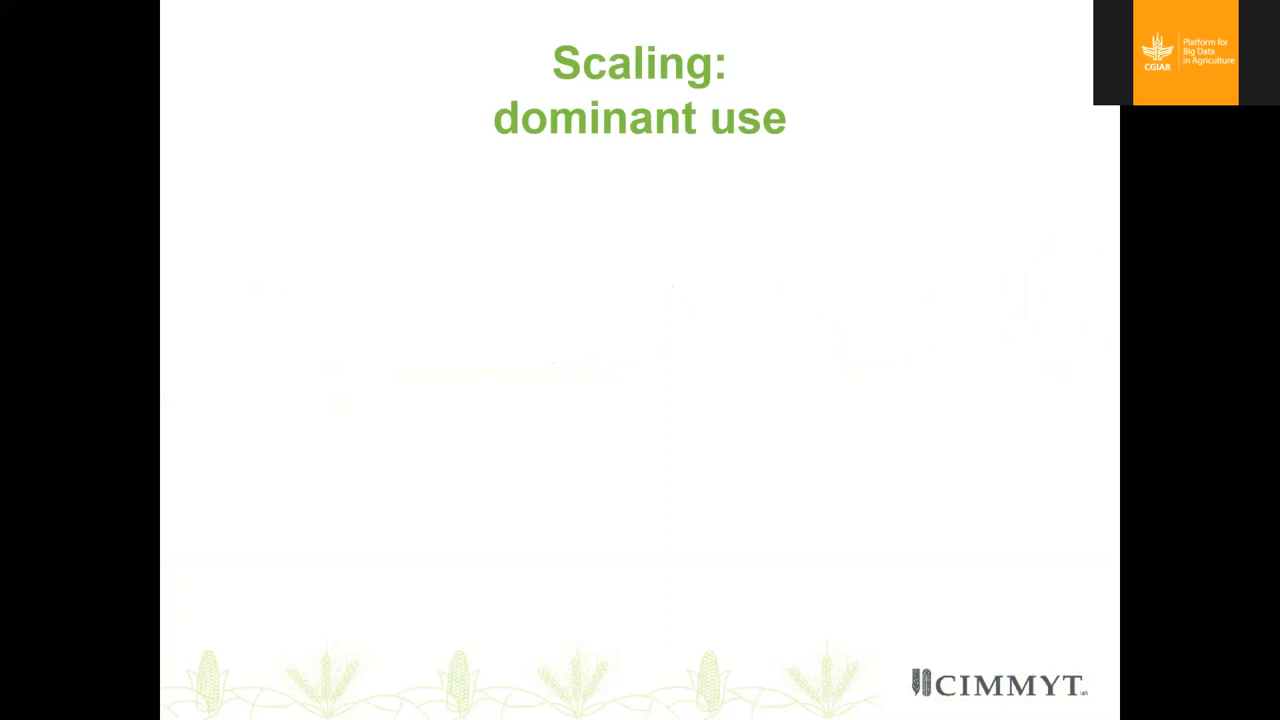 Scaling:
dominant use
CGIAR
Platform for
Big Data
in Agriculture
CIMMYT